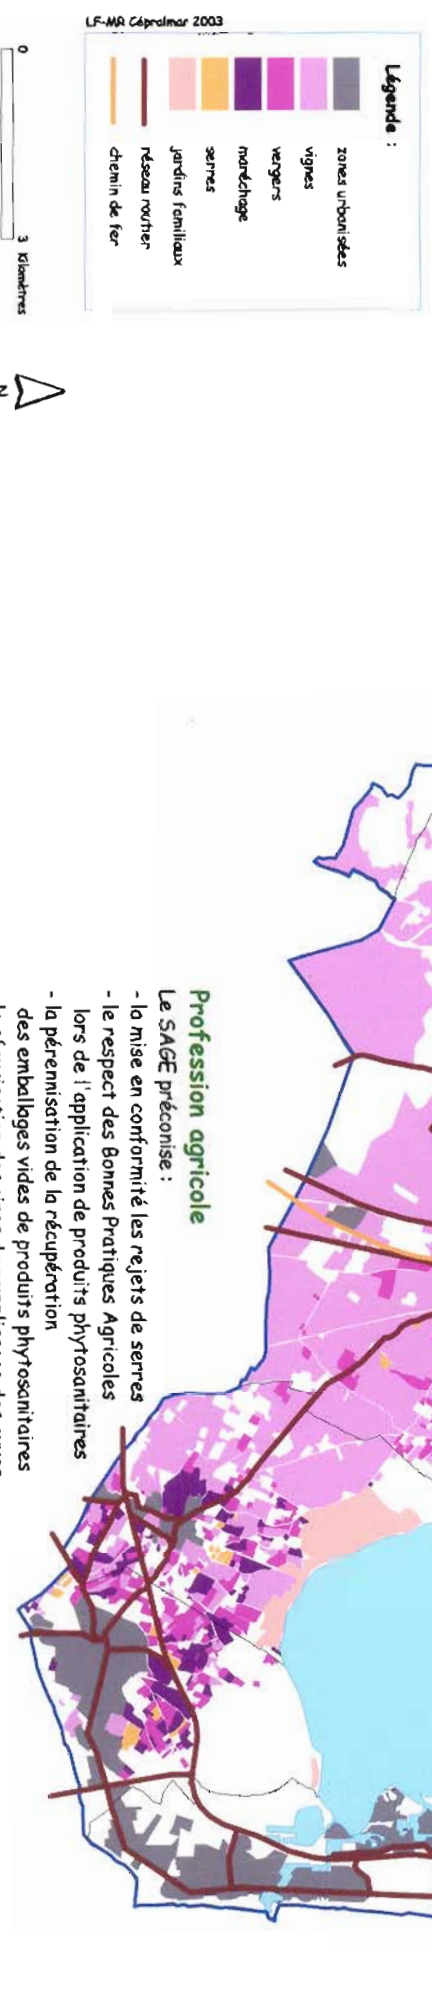 LF-MA Cépralmar 2003
Légende :
zones urbanisées
vignes
vergers
maréchage
serres
jardins familiaux
réseau routier
chemin de fer
0 3 Kilomètres
N
Profession agricole
Le SAGE préconise :
- la mise en conformité les rejets de serres
- le respect des Bonnes Pratiques Agricoles
lors de l'application de produits phytosanitaires
- la pérennisation de la récupération
des emballages vides de produits phytosanitaires